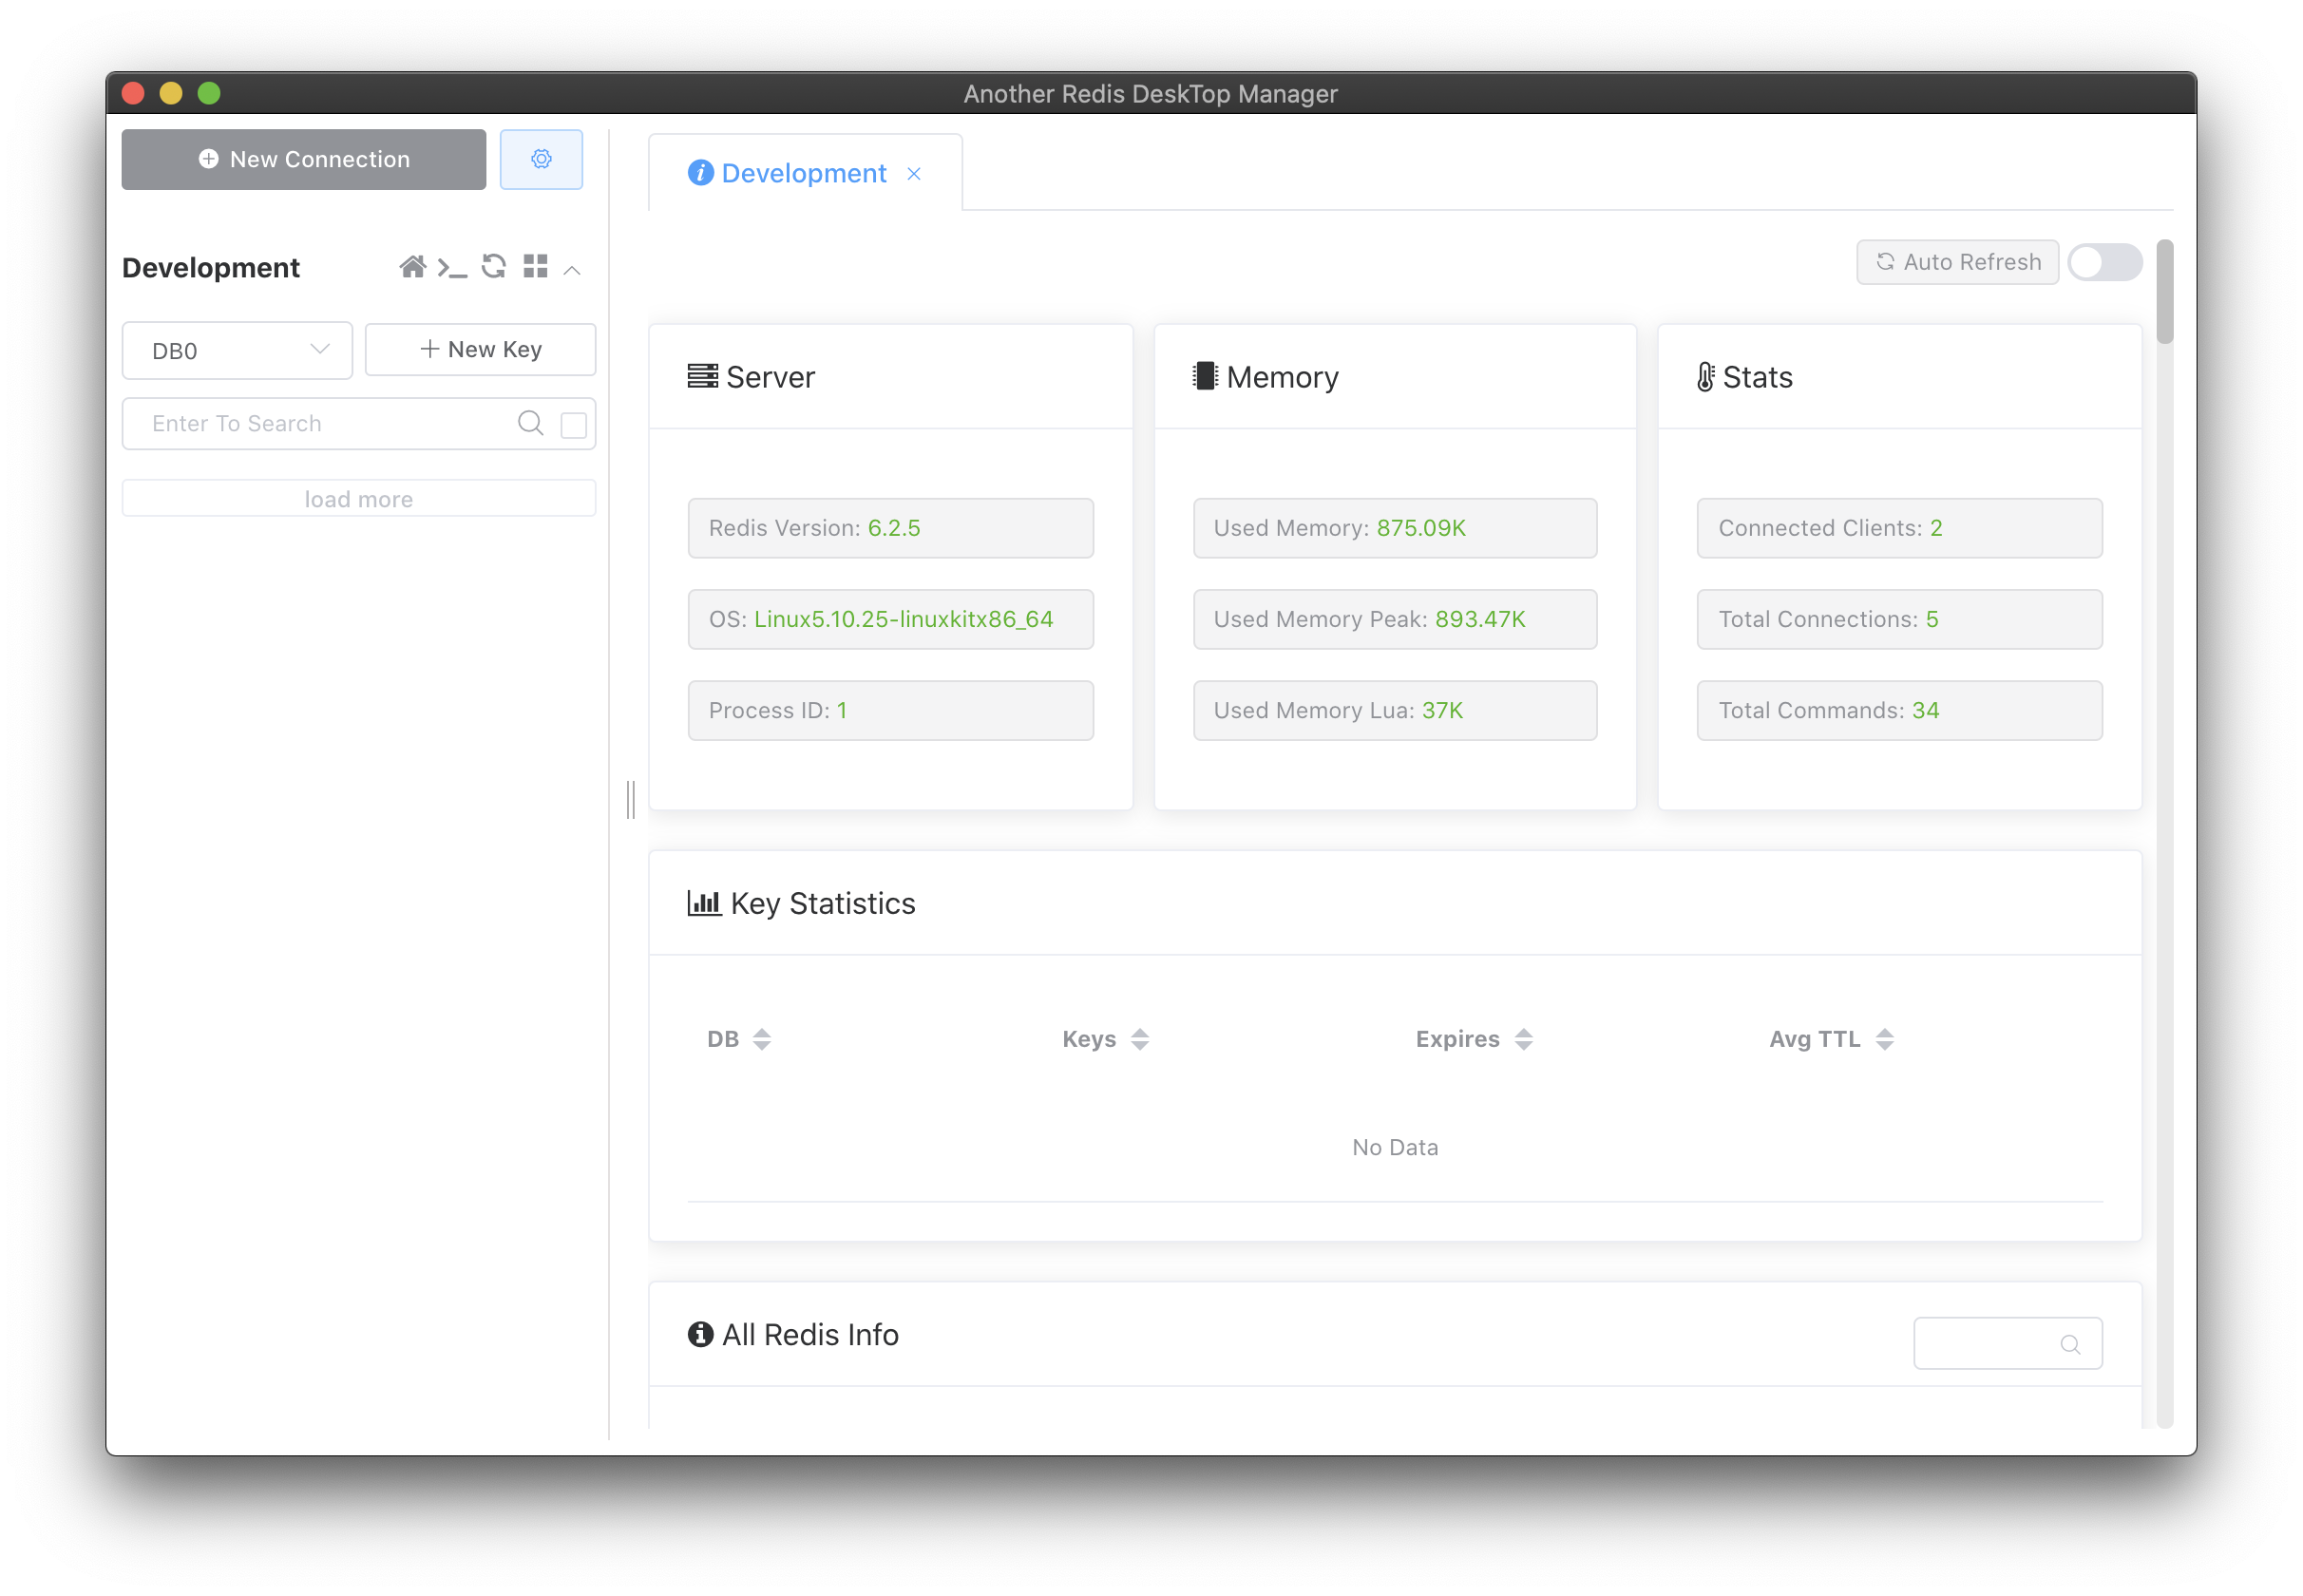 Another Redis DeskTop Manager
New Connection
Development
Development
Auto Refresh
DB0
New Key
Enter To Search
load more
Server
Redis Version: 6.2.5
OS: Linux5.10.25-linuxkitx86_64
Process ID: 1
Memory
Used Memory: 875.09K
Used Memory Peak: 893.47K
Used Memory Lua: 37K
Stats
Connected Clients: 2
Total Connections: 5
Total Commands: 34
Key Statistics
DB Keys Expires Avg TTL
No Data
All Redis Info